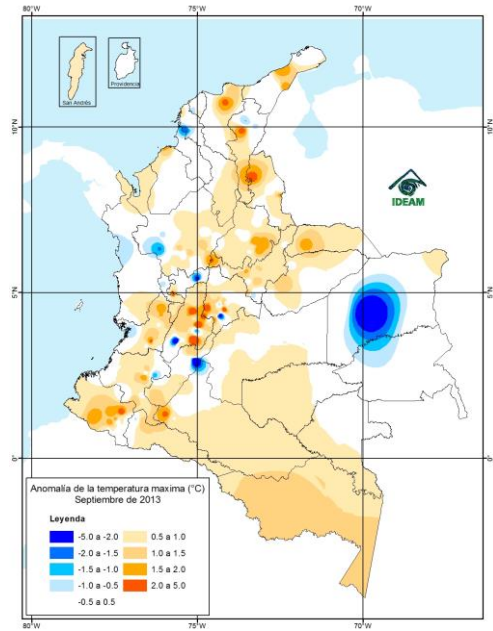 80°W
75°W
70°W
San Andrés
Providencia
10°N
10°N
IDEAM
5°N
5°N
0°
0°
Anomalía de la temperatura maxima (°C)
Septiembre de 2013
Leyenda
-5.0 a -2.0
0.5 a 1.0
-2.0 a -1.5
1.0 a 1.5
-1.5 a -1.0
1.5 a 2.0
-1.0 a -0.5
2.0 a 5.0
-0.5 a 0.5
80°W
75°W
70°W